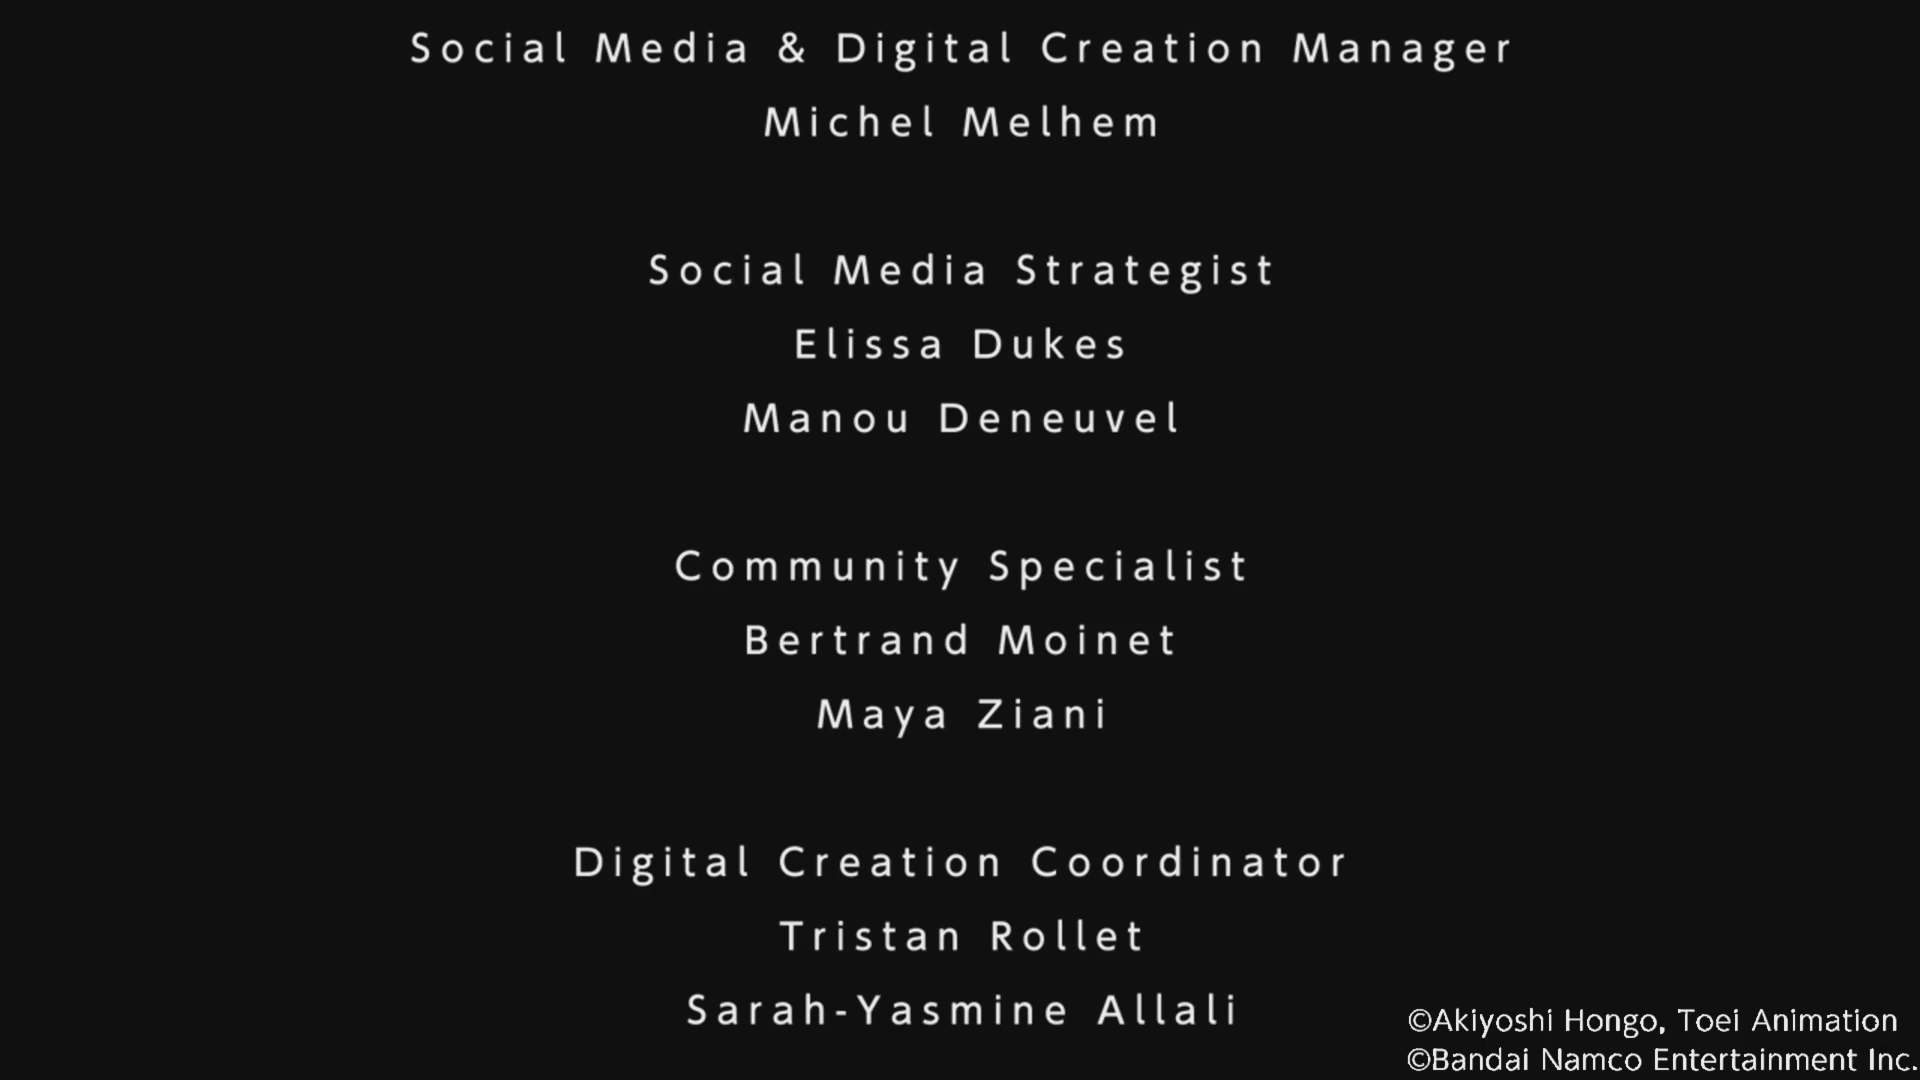 Social Media & Digital Creation Manager
Michel Melhem
Social Media Strategist
Elissa Dukes
Manou Deneuvel
Community Specialist
Bertrand Moinet
Maya Ziani
Digital Creation Coordinator
Tristan Rollet
Sarah-Yasmine Allali
©Akiyoshi Hongo, Toei Animation
©Bandai Namco Entertainment Inc.